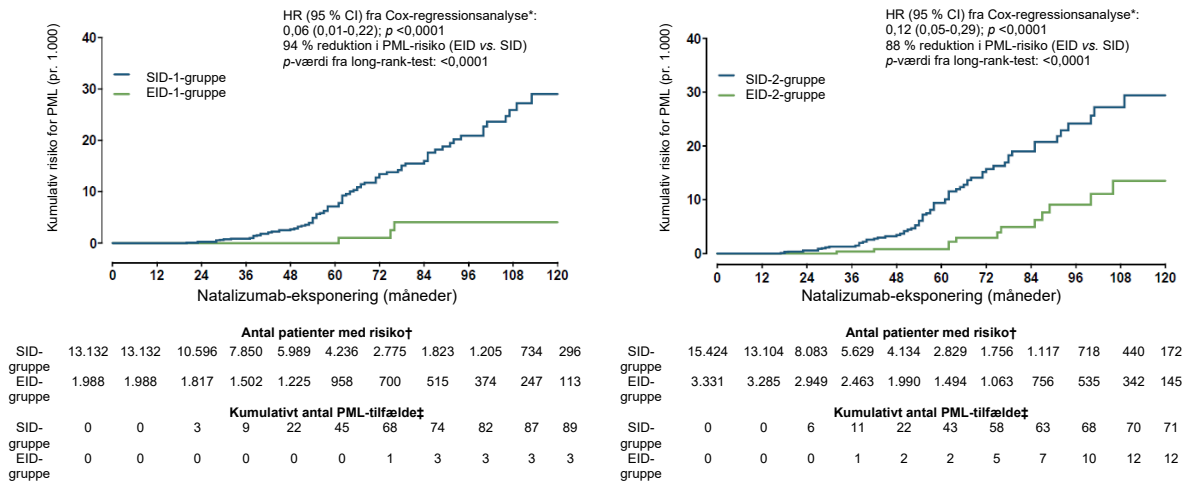 HR (95 % CI) fra Cox-regressionsanalyse*:
0,06 (0,01-0,22); p <0,0001
94 % reduktion i PML-risiko (EID vs. SID)
p-værdi fra long-rank-test: <0,0001
Kumulativ risiko for PML (pr. 1.000)
40
30
20
10
0
SID-1-gruppe
EID-1-gruppe
0 12 24 36 48 60 72 84 96 108 120
Natalizumab-eksponering (måneder)
Antal patienter med risiko†
SID-
gruppe
13.132 13.132 10.596 7.850 5.989 4.236 2.775 1.823 1.205 734 296
EID-
gruppe
1.988 1.988 1.817 1.502 1.225 958 700 515 374 247 113
Kumulativt antal PML-tilfælde‡
SID-
gruppe
0 0 3 9 22 45 68 74 82 87 89
EID-
gruppe
0 0 0 0 0 0 1 3 3 3 3
HR (95 % CI) fra Cox-regressionsanalyse*:
0,12 (0,05-0,29); p <0,0001
88 % reduktion i PML-risiko (EID vs. SID)
p-værdi fra long-rank-test: <0,0001
Kumulativ risiko for PML (pr. 1.000)
40
30
20
10
0
SID-2-gruppe
EID-2-gruppe
0 12 24 36 48 60 72 84 96 108 120
Natalizumab-eksponering (måneder)
Antal patienter med risiko†
SID-
gruppe
15.424 13.104 8.083 5.629 4.134 2.829 1.756 1.117 718 440 172
EID-
gruppe
3.331 3.285 2.949 2.463 1.990 1.494 1.063 756 535 342 145
Kumulativt antal PML-tilfælde‡
SID-
gruppe
0 0 6 11 22 43 58 63 68 70 71
EID-
gruppe
0 0 0 1 2 2 5 7 10 12 12